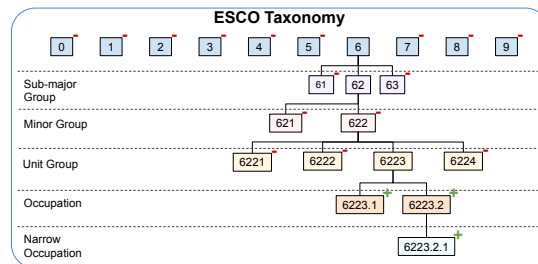 ESCO Taxonomy
0 - 1 - 2 - 3 - 4 - 5 - 6 7 - 8 - 9 -
Sub-major
Group
61 - 62 63 -
Minor Group
621 - 622
Unit Group
6221 - 6222 - 6223 6224 -
Occupation
6223.1 + 6223.2 +
Narrow
Occupation
6223.2.1 +